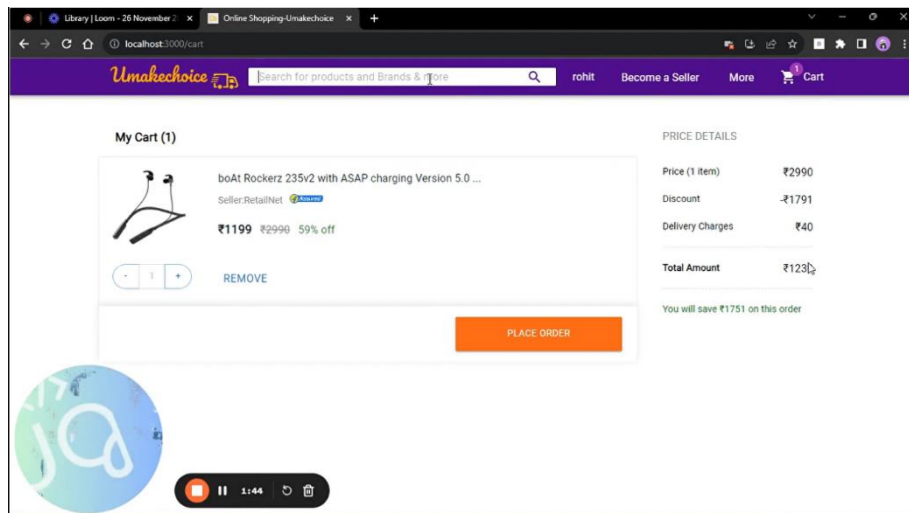 Library | Loom - 26 November 2
Online Shopping-Umakechoice
localhost:3000/cart
Umakechoice
Search for products and Brands & more
rohit
Become a Seller
More
1
Cart
My Cart (1)
boAt Rockerz 235v2 with ASAP charging Version 5.0 ...
Seller:RetailNet
₹1199 ₹2990 59% off
- 1 +
REMOVE
PLACE ORDER
PRICE DETAILS
Price (1 item) ₹2990
Discount -₹1791
Delivery Charges ₹40
Total Amount ₹123
You will save ₹1751 on this order
1:44